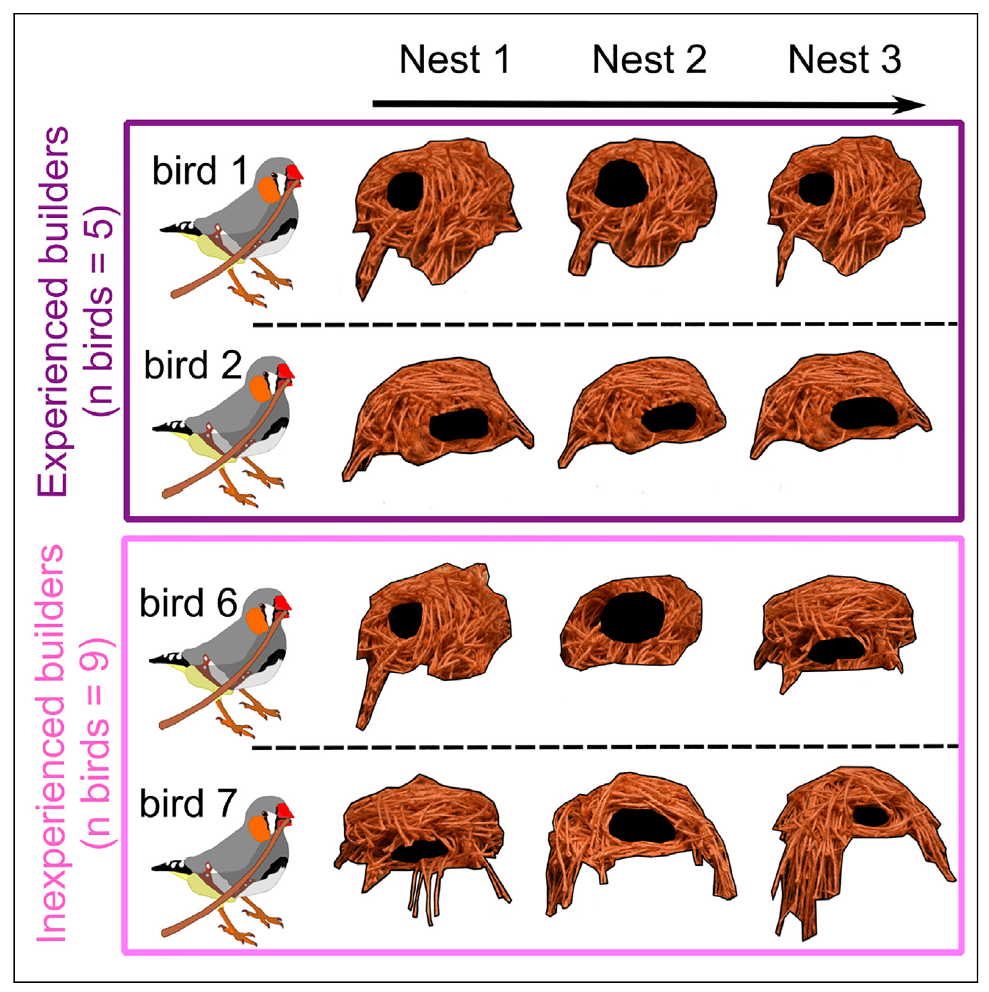 Nest 1
Nest 2
Nest 3
Experienced builders
(n birds = 5)
bird 1
bird 2
Inexperienced builders
(n birds = 9)
bird 6
bird 7